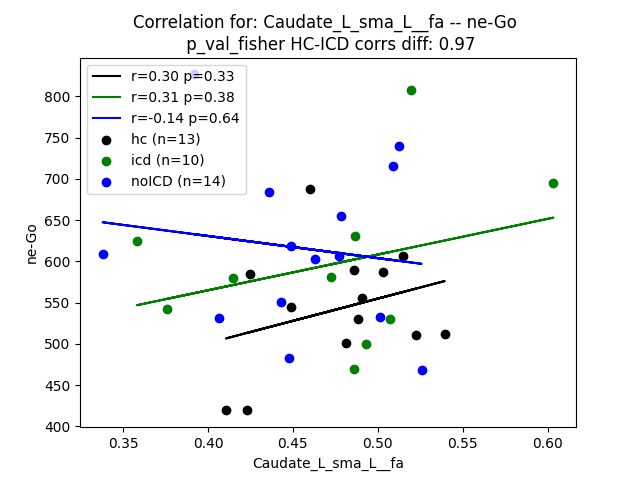 Correlation for: Caudate_L_sma_L__fa -- ne-Go
p_val_fisher HC-ICD corrs diff: 0.97
r=0.30 p=0.33
r=0.31 p=0.38
r=-0.14 p=0.64
hc (n=13)
icd (n=10)
noICD (n=14)
800
750
700
650
600
550
500
450
400
ne-Go
0.35 0.40 0.45 0.50 0.55 0.60
Caudate_L_sma_L__fa